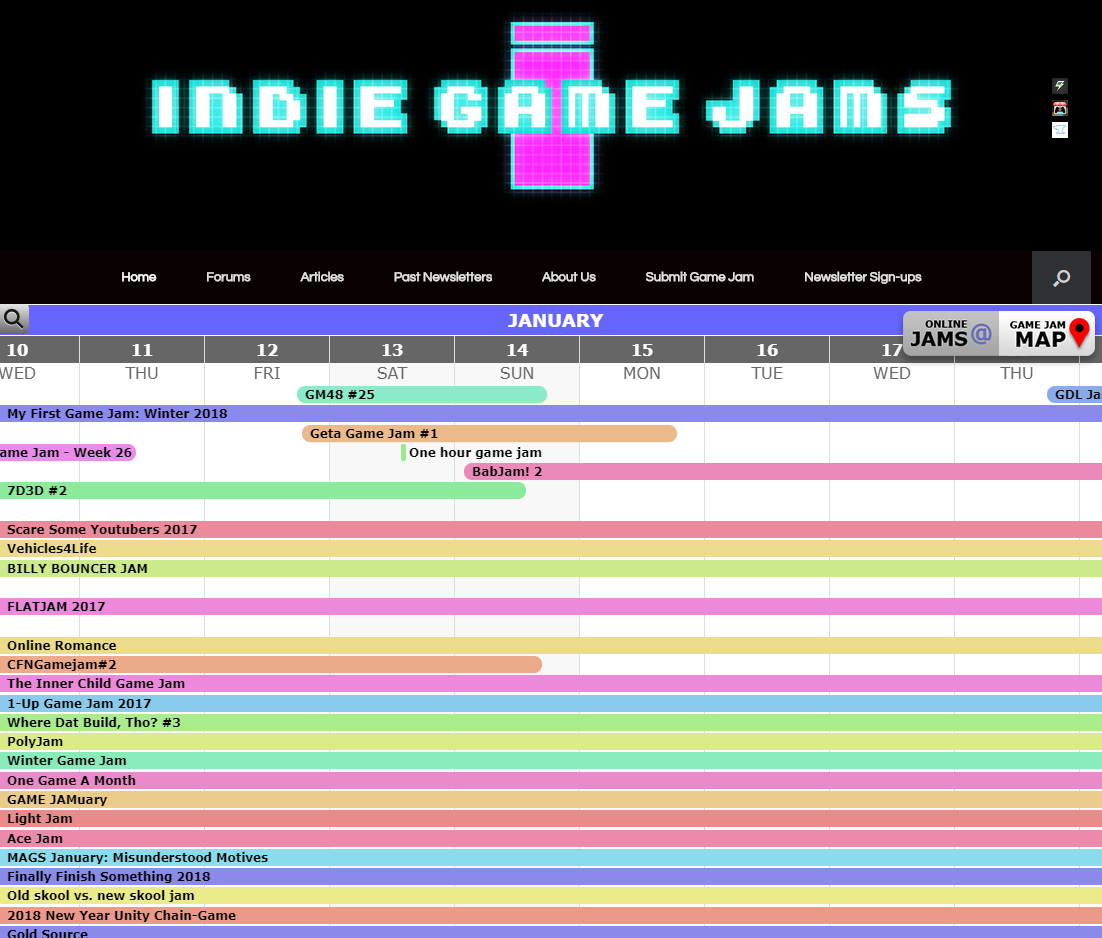 INDIE GAME JAMS
Home Forums Articles Past Newsletters About Us Submit Game Jam Newsletter Sign-ups
JANUARY
ONLINE JAMS@
GAME JAM MAP
10 11 12 13 14 15 16 17
WED THU FRI SAT SUN MON TUE WED THU
GM48 #25 GDL Ja
My First Game Jam: Winter 2018
Geta Game Jam #1
ame Jam - Week 26 One hour game jam
BabJam! 2
7D3D #2
Scare Some Youtubers 2017
Vehicles4Life
BILLY BOUNCER JAM
FLATJAM 2017
Online Romance
CFNGamejam#2
The Inner Child Game Jam
1-Up Game Jam 2017
Where Dat Build, Tho? #3
PolyJam
Winter Game Jam
One Game A Month
GAME JAMuary
Light Jam
Ace Jam
MAGS January: Misunderstood Motives
Finally Finish Something 2018
Old skool vs. new skool jam
2018 New Year Unity Chain-Game
Gold Source